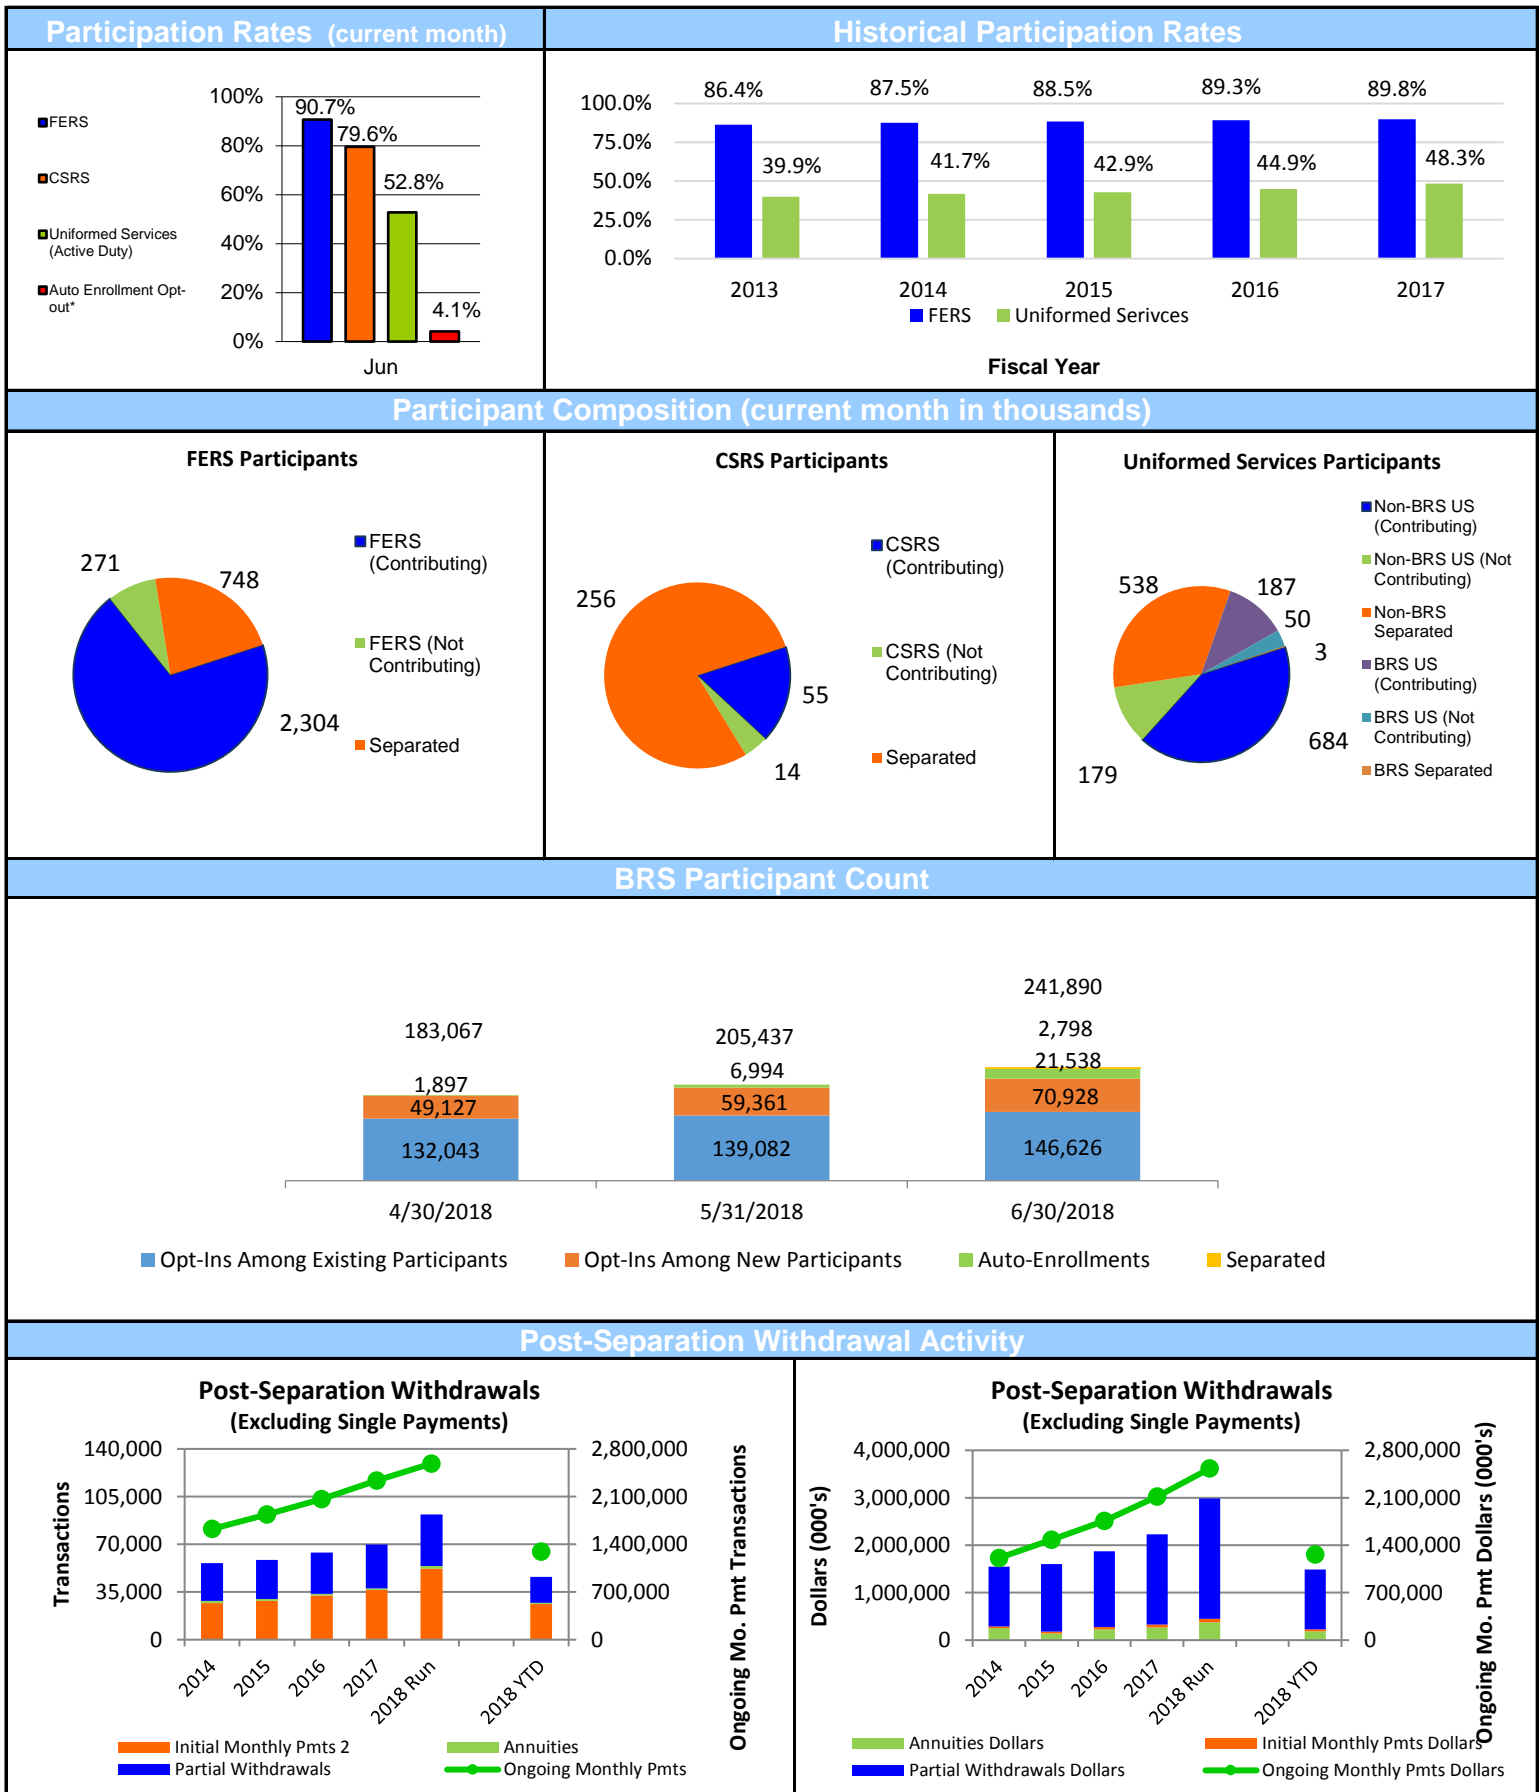 Participation Rates (current month)
Historical Participation Rates
FERS
CSRS
Uniformed Services
(Active Duty)
Auto Enrollment Opt-
out*
100%
80%
60%
40%
20%
0%
90.7%
79.6%
52.8%
4.1%
Jun
100.0%
75.0%
50.0%
25.0%
0.0%
86.4%
87.5%
88.5%
89.3%
89.8%
39.9%
41.7%
42.9%
44.9%
48.3%
2013
2014
2015
2016
2017
FERS
Uniformed Serivces
Fiscal Year
Participant Composition (current month in thousands)
FERS Participants
271
748
2,304
FERS
(Contributing)
FERS (Not
Contributing)
Separated
CSRS Participants
256
55
14
CSRS
(Contributing)
CSRS (Not
Contributing)
Separated
Uniformed Services Participants
538
187
50
3
684
179
Non-BRS US
(Contributing)
Non-BRS US (Not
Contributing)
Non-BRS
Separated
BRS US
(Contributing)
BRS US (Not
Contributing)
BRS Separated
BRS Participant Count
183,067
1,897
49,127
132,043
205,437
6,994
59,361
139,082
241,890
2,798
21,538
70,928
146,626
4/30/2018
5/31/2018
6/30/2018
Opt-Ins Among Existing Participants
Opt-Ins Among New Participants
Auto-Enrollments
Separated
Post-Separation Withdrawal Activity
Post-Separation Withdrawals
(Excluding Single Payments)
Transactions
140,000
105,000
70,000
35,000
0
2,800,000
2,100,000
1,400,000
700,000
0
Ongoing Mo. Pmt Transactions
2014
2015
2016
2017
2018 Run
2018 YTD
Initial Monthly Pmts 2
Annuities
Partial Withdrawals
Ongoing Monthly Pmts
Post-Separation Withdrawals
(Excluding Single Payments)
Dollars (000's)
4,000,000
3,000,000
2,000,000
1,000,000
0
2,800,000
2,100,000
1,400,000
700,000
0
Ongoing Mo. Pmt Dollars (000's)
2014
2015
2016
2017
2018 Run
2018 YTD
Annuities Dollars
Initial Monthly Pmts Dollars
Partial Withdrawals Dollars
Ongoing Monthly Pmts Dollars